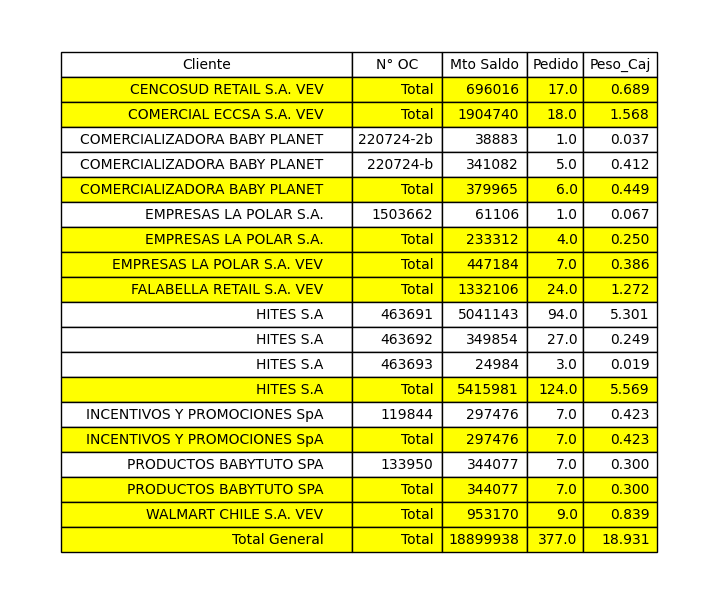 Cliente N° OC Mto Saldo Pedido Peso_Caj
CENCOSUD RETAIL S.A. VEV Total 696016 17.0 0.689
COMERCIAL ECCSA S.A. VEV Total 1904740 18.0 1.568
COMERCIALIZADORA BABY PLANET 220724-2b 38883 1.0 0.037
COMERCIALIZADORA BABY PLANET 220724-b 341082 5.0 0.412
COMERCIALIZADORA BABY PLANET Total 379965 6.0 0.449
EMPRESAS LA POLAR S.A. 1503662 61106 1.0 0.067
EMPRESAS LA POLAR S.A. Total 233312 4.0 0.250
EMPRESAS LA POLAR S.A. VEV Total 447184 7.0 0.386
FALABELLA RETAIL S.A. VEV Total 1332106 24.0 1.272
HITES S.A 463691 5041143 94.0 5.301
HITES S.A 463692 349854 27.0 0.249
HITES S.A 463693 24984 3.0 0.019
HITES S.A Total 5415981 124.0 5.569
INCENTIVOS Y PROMOCIONES SpA 119844 297476 7.0 0.423
INCENTIVOS Y PROMOCIONES SpA Total 297476 7.0 0.423
PRODUCTOS BABYTUTO SPA 133950 344077 7.0 0.300
PRODUCTOS BABYTUTO SPA Total 344077 7.0 0.300
WALMART CHILE S.A. VEV Total 953170 9.0 0.839
Total General Total 18899938 377.0 18.931